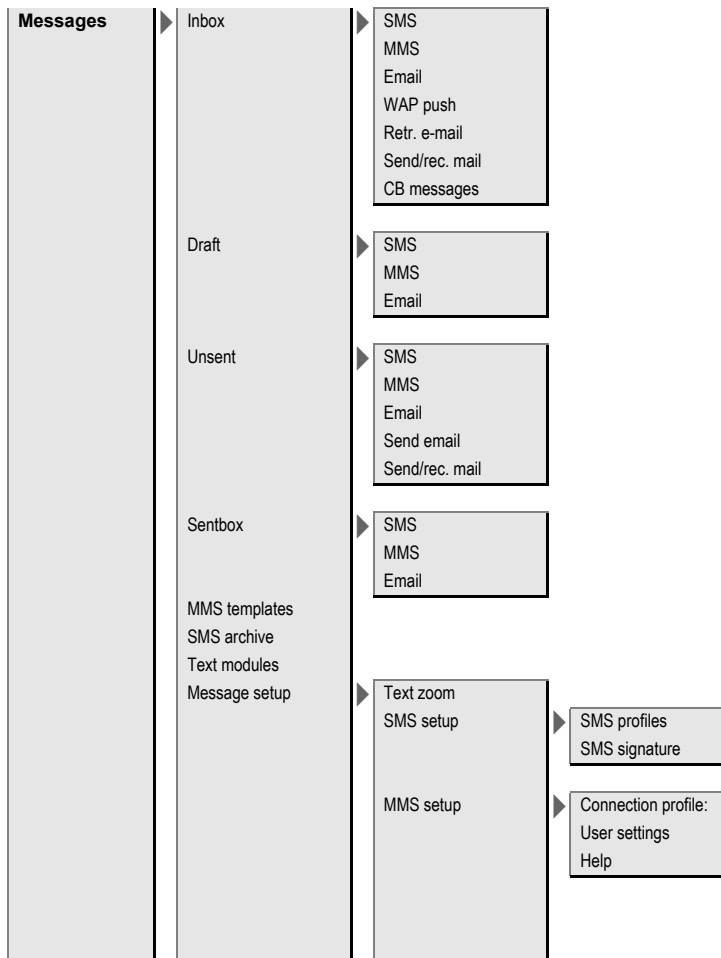 Messages
Inbox
SMS
MMS
Email
WAP push
Retr. e-mail
Send/rec. mail
CB messages
Draft
SMS
MMS
Email
Unsent
SMS
MMS
Email
Send email
Send/rec. mail
Sentbox
SMS
MMS
Email
MMS templates
SMS archive
Text modules
Message setup
Text zoom
SMS setup
SMS profiles
SMS signature
MMS setup
Connection profile:
User settings
Help